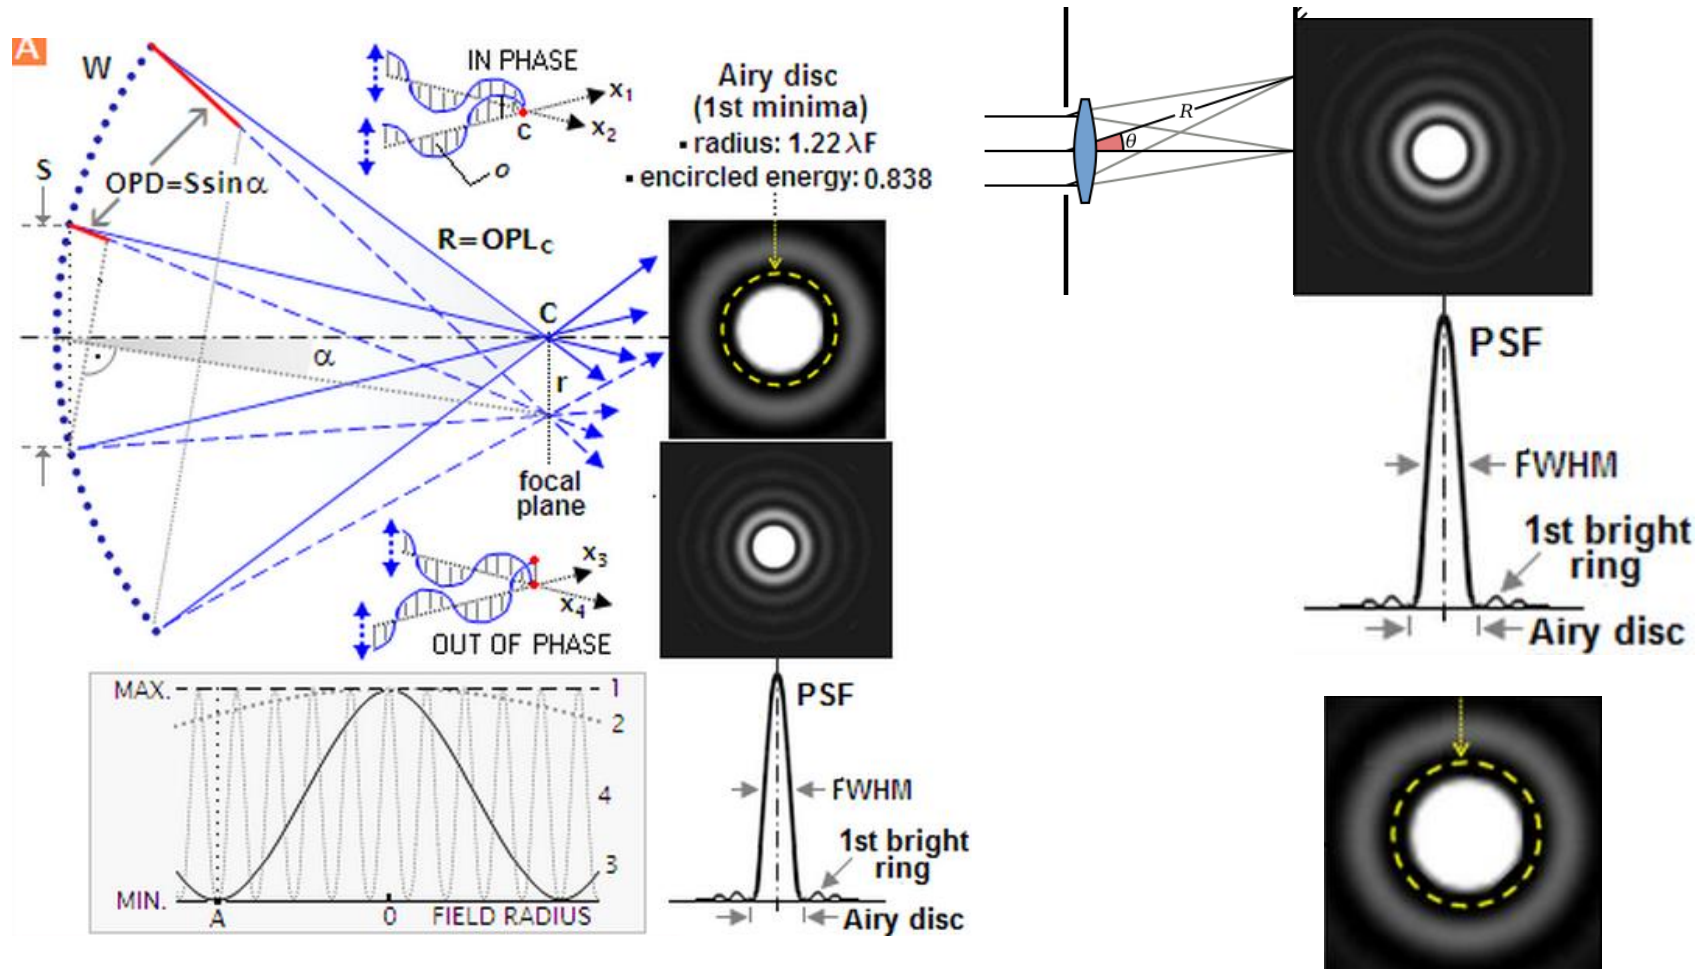 A
W
S
OPD=Ssinα
IN PHASE
x1
x2
C
O
R=OPLC
C
α
r
focal
plane
x3
x4
OUT OF PHASE
Airy disc
(1st minima)
▪ radius: 1.22λF
▪ encircled energy: 0.838
MAX.
1
2
4
3
MIN.
A
0
FIELD RADIUS
PSF
FWHM
1st bright
ring
Airy disc
R
θ
PSF
FWHM
1st bright
ring
Airy disc